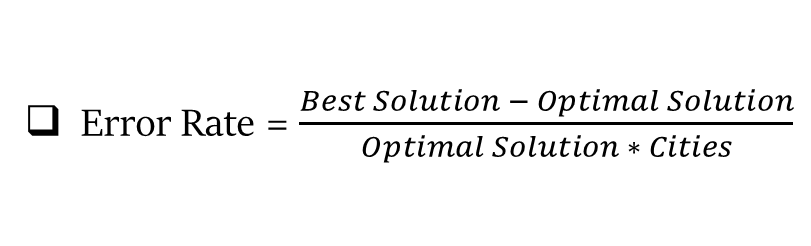 ❑ Error Rate = Best Solution − Optimal Solution
Optimal Solution ∗ Cities